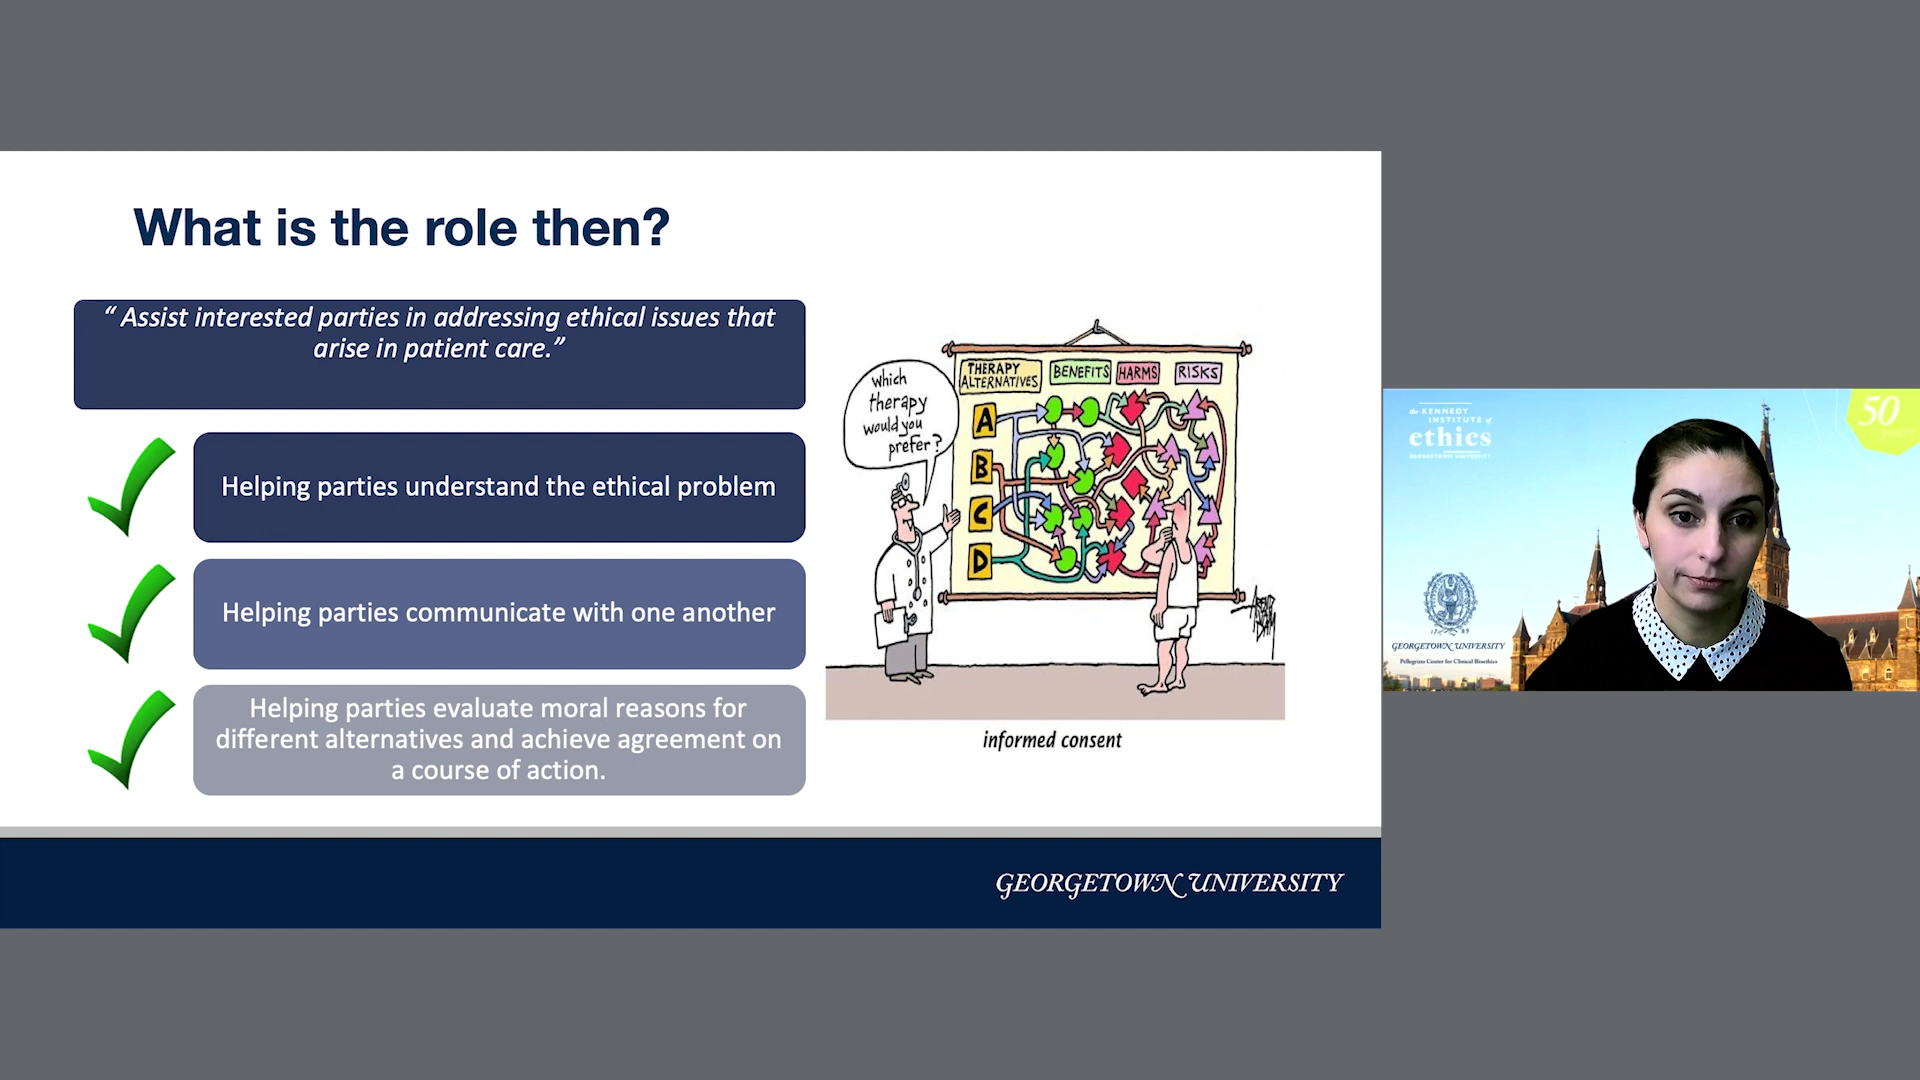 What is the role then?
“ Assist interested parties in addressing ethical issues that
arise in patient care.”
Helping parties understand the ethical problem
Helping parties communicate with one another
Helping parties evaluate moral reasons for
different alternatives and achieve agreement on
a course of action.
Which
therapy
would you
prefer?
THERAPY
ALTERNATIVES
BENEFITS
HARMS
RISKS
A
B
C
D
informed consent
GEORGETOWN UNIVERSITY
the KENNEDY
INSTITUTE of
ethics
GEORGETOWN UNIVERSITY
50
years
17 89
GEORGETOWN UNIVERSITY
Pellegrino Center for Clinical Bioethics